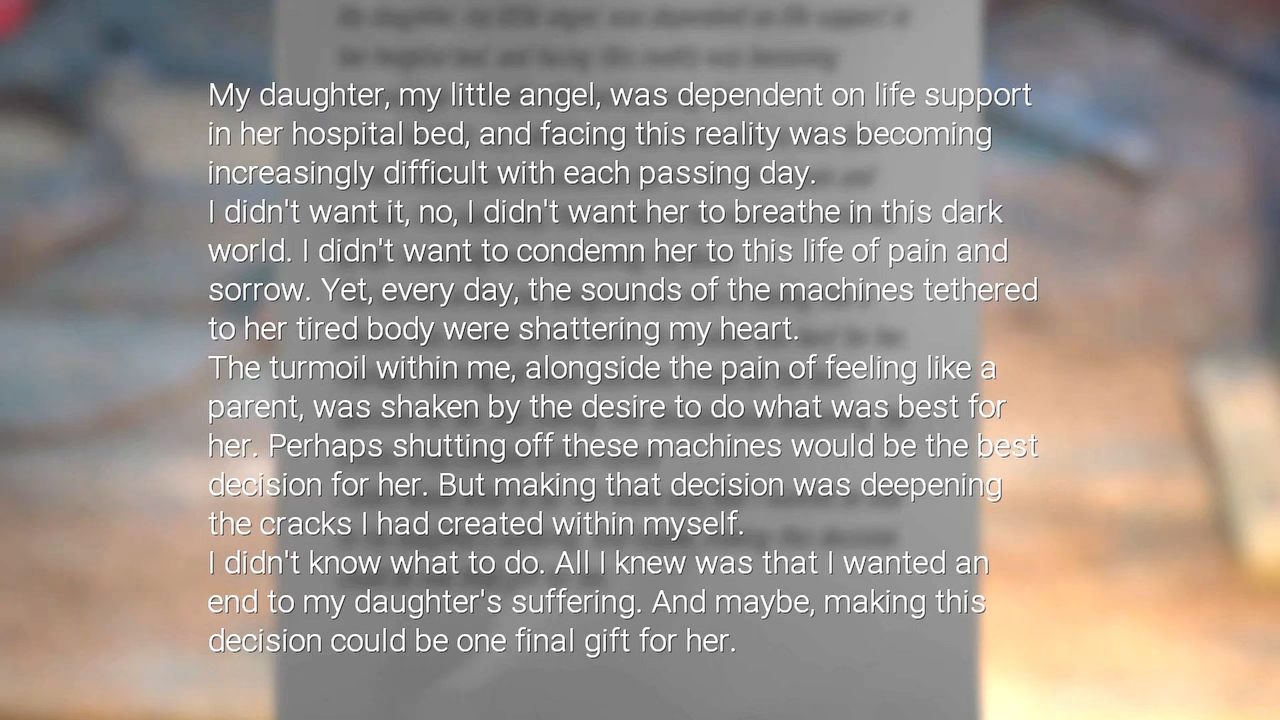 My daughter, my little angel, was dependent on life support
in her hospital bed, and facing this reality was becoming
increasingly difficult with each passing day.
I didn't want it, no, I didn't want her to breathe in this dark
world. I didn't want to condemn her to this life of pain and
sorrow. Yet, every day, the sounds of the machines tethered
to her tired body were shattering my heart.
The turmoil within me, alongside the pain of feeling like a
parent, was shaken by the desire to do what was best for
her. Perhaps shutting off these machines would be the best
decision for her. But making that decision was deepening
the cracks I had created within myself.
I didn't know what to do. All I knew was that I wanted an
end to my daughter's suffering. And maybe, making this
decision could be one final gift for her.